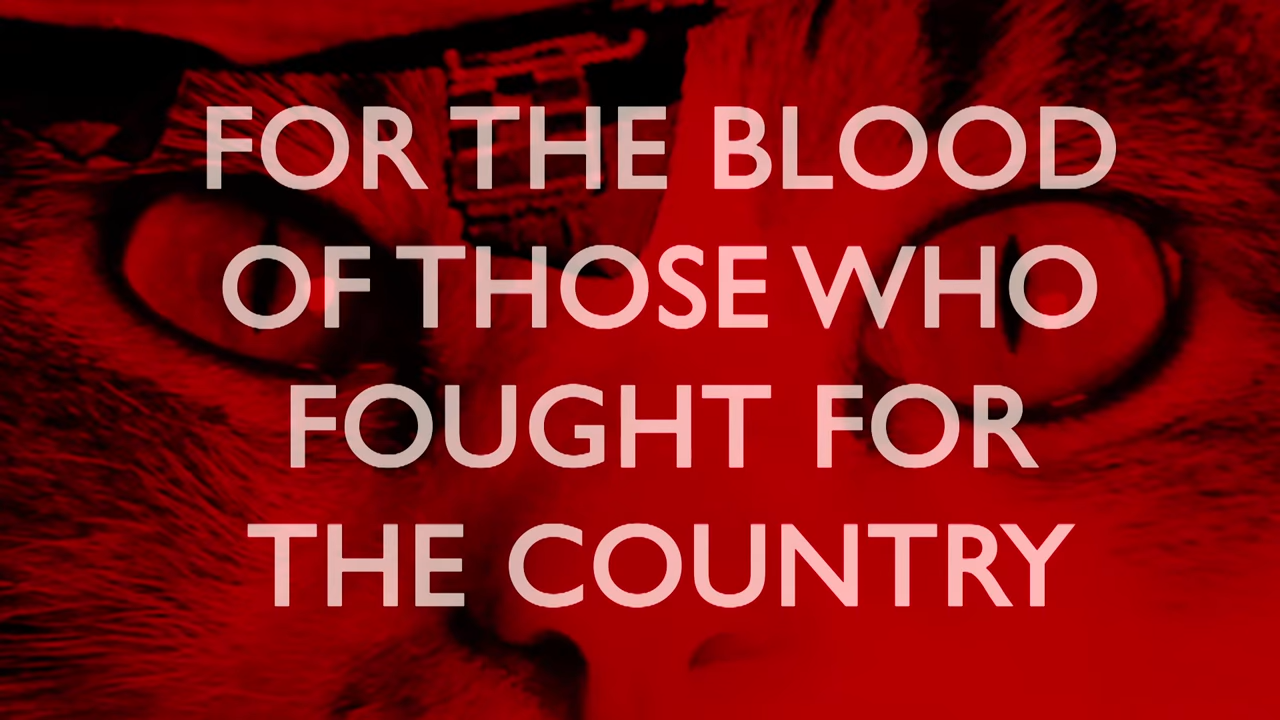 FOR THE BLOOD
OF THOSE WHO
FOUGHT FOR
THE COUNTRY